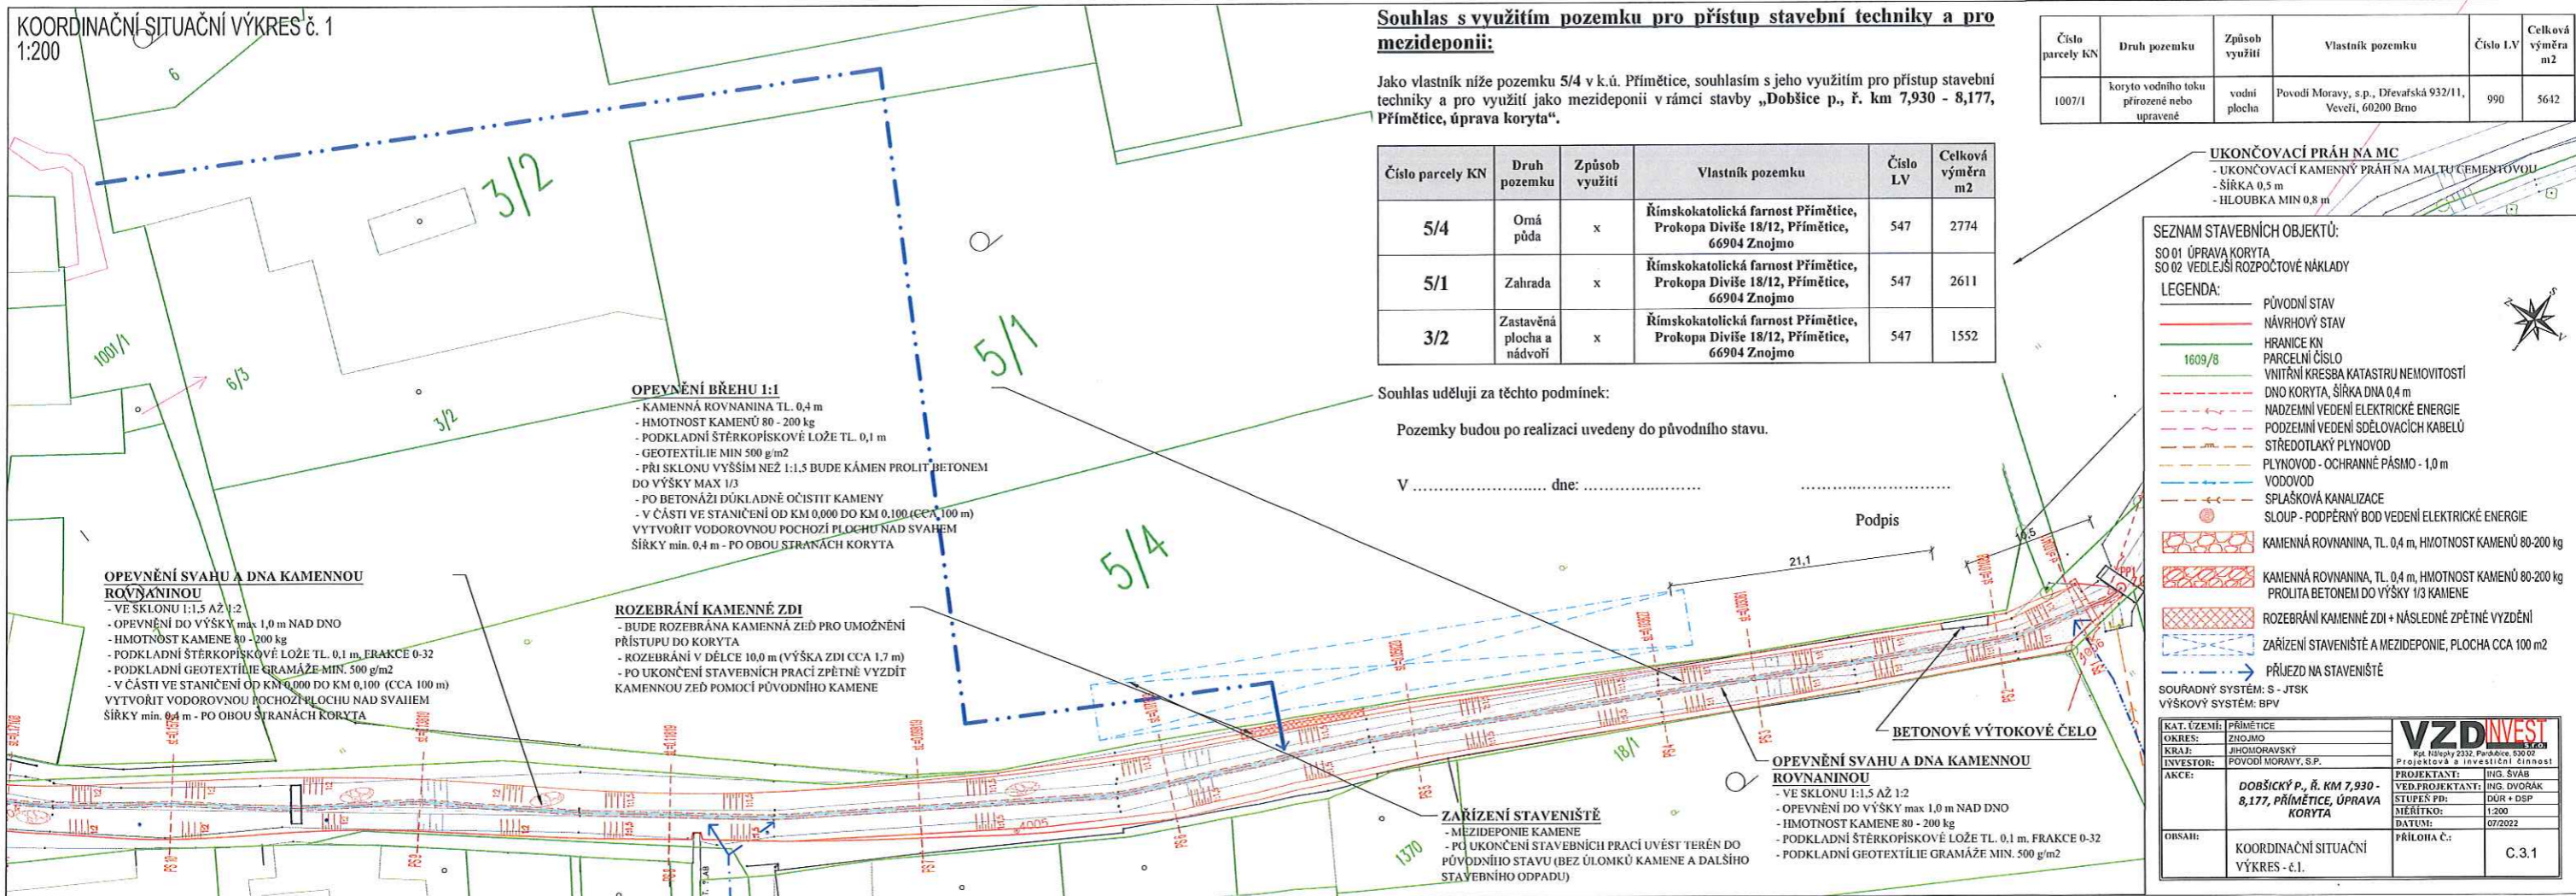 KOORDINAČNÍ SITUAČNÍ VÝKRES č. 1
1:200
6
3/2
1001/1
6/3
3/2
5/1
5/4
18/1
1370
Souhlas s využitím pozemku pro přístup stavební techniky a pro
mezideponii:
Jako vlastník níže pozemku 5/4 v k.ú. Přímětice, souhlasím s jeho využitím pro přístup stavební
techniky a pro využití jako mezideponii v rámci stavby „Dobšice p., ř. km 7,930 - 8,177,
Přímětice, úprava koryta“.
Číslo parcely KN | Druh pozemku | Způsob využití | Vlastník pozemku | Číslo LV | Celková výměra m2
5/4 | Orná půda | x | Římskokatolická farnost Přímětice, Prokopa Diviše 18/12, Přímětice, 66904 Znojmo | 547 | 2774
5/1 | Zahrada | x | Římskokatolická farnost Přímětice, Prokopa Diviše 18/12, Přímětice, 66904 Znojmo | 547 | 2611
3/2 | Zastavěná plocha a nádvoří | x | Římskokatolická farnost Přímětice, Prokopa Diviše 18/12, Přímětice, 66904 Znojmo | 547 | 1552
Souhlas uděluji za těchto podmínek:
Pozemky budou po realizaci uvedeny do původního stavu.
V ........................... dne: ........................ ...............................
Podpis
Číslo parcely KN | Druh pozemku | Způsob využití | Vlastník pozemku | Číslo LV | Celková výměra m2
1007/1 | koryto vodního toku přirozené nebo upravené | vodní plocha | Povodí Moravy, s.p., Dřevařská 932/11, Veveří, 60200 Brno | 990 | 5642
UKONČOVACÍ PRÁH NA MC
- UKONČOVACÍ KAMENNÝ PRÁH NA MALTU CEMENTOVOU
- ŠÍŘKA 0,5 m
- HLOUBKA MIN 0,8 m
OPEVNĚNÍ BŘEHU 1:1
- KAMENNÁ ROVNANINA TL. 0,4 m
- HMOTNOST KAMENŮ 80 - 200 kg
- PODKLADNÍ ŠTĚRKOPÍSKOVÉ LOŽE TL. 0,1 m
- GEOTEXTÍLIE MIN 500 g/m2
- PŘI SKLONU VYŠŠÍM NEŽ 1:1,5 BUDE KÁMEN PROLIT BETONEM
DO VÝŠKY MAX 1/3
- PO BETONÁŽI DŮKLADNĚ OČISTIT KAMENY
- V ČÁSTI VE STANIČENÍ OD KM 0,000 DO KM 0,100 (CCA 100 m)
VYTVOŘIT VODOROVNOU POCHOZÍ PLOCHU NAD SVAHEM
ŠÍŘKY min. 0,4 m - PO OBOU STRANÁCH KORYTA
OPEVNĚNÍ SVAHU A DNA KAMENNOU
ROVNANINOU
- VE SKLONU 1:1,5 AŽ 1:2
- OPEVNĚNÍ DO VÝŠKY max 1,0 m NAD DNO
- HMOTNOST KAMENE 80 - 200 kg
- PODKLADNÍ ŠTĚRKOPÍSKOVÉ LOŽE TL. 0,1 m, FRAKCE 0-32
- PODKLADNÍ GEOTEXTÍLIE GRAMÁŽE MIN. 500 g/m2
- V ČÁSTI VE STANIČENÍ OD KM 0,000 DO KM 0,100 (CCA 100 m)
VYTVOŘIT VODOROVNOU POCHOZÍ PLOCHU NAD SVAHEM
ŠÍŘKY min. 0,4 m - PO OBOU STRANÁCH KORYTA
ROZEBRÁNÍ KAMENNÉ ZDI
- BUDE ROZEBRÁNA KAMENNÁ ZEĎ PRO UMOŽNĚNÍ
PŘÍSTUPU DO KORYTA
- ROZEBRÁNÍ V DÉLCE 10,0 m (VÝŠKA ZDI CCA 1,7 m)
- PO UKONČENÍ STAVEBNÍCH PRACÍ ZPĚTNĚ VYZDÍT
KAMENNOU ZEĎ POMOCÍ PŮVODNÍHO KAMENE
21,1
10,5
PS 10
PS9
PS8
PS7
PS6
PS5
PS4
PS3
PS2
BETONOVÉ VÝTOKOVÉ ČELO
OPEVNĚNÍ SVAHU A DNA KAMENNOU
ROVNANINOU
- VE SKLONU 1:1,5 AŽ 1:2
- OPEVNĚNÍ DO VÝŠKY max 1,0 m NAD DNO
- HMOTNOST KAMENE 80 - 200 kg
- PODKLADNÍ ŠTĚRKOPÍSKOVÉ LOŽE TL. 0,1 m, FRAKCE 0-32
- PODKLADNÍ GEOTEXTÍLIE GRAMÁŽE MIN. 500 g/m2
ZAŘÍZENÍ STAVENIŠTĚ
- MEZIDEPONIE KAMENE
- PO UKONČENÍ STAVEBNÍCH PRACÍ UVÉST TERÉN DO
PŮVODNÍHO STAVU (BEZ ÚLOMKŮ KAMENE A DALŠÍHO
STAVEBNÍHO ODPADU)
SEZNAM STAVEBNÍCH OBJEKTŮ:
SO 01 ÚPRAVA KORYTA
SO 02 VEDLEJŠÍ ROZPOČTOVÉ NÁKLADY
LEGENDA:
PŮVODNÍ STAV
NÁVRHOVÝ STAV
HRANICE KN
1609/8 PARCELNÍ ČÍSLO
VNITŘNÍ KRESBA KATASTRU NEMOVITOSTÍ
DNO KORYTA, ŠÍŘKA DNA 0,4 m
NADZEMNÍ VEDENÍ ELEKTRICKÉ ENERGIE
PODZEMNÍ VEDENÍ SDĚLOVACÍCH KABELŮ
STŘEDOTLAKÝ PLYNOVOD
PLYNOVOD - OCHRANNÉ PÁSMO - 1,0 m
VODOVOD
SPLAŠKOVÁ KANALIZACE
SLOUP - PODPĚRNÝ BOD VEDENÍ ELEKTRICKÉ ENERGIE
KAMENNÁ ROVNANINA, TL. 0,4 m, HMOTNOST KAMENŮ 80-200 kg
KAMENNÁ ROVNANINA, TL. 0,4 m, HMOTNOST KAMENŮ 80-200 kg
PROLITA BETONEM DO VÝŠKY 1/3 KAMENE
ROZEBRÁNÍ KAMENNÉ ZDI + NÁSLEDNÉ ZPĚTNÉ VYZDĚNÍ
ZAŘÍZENÍ STAVENIŠTĚ A MEZIDEPONIE, PLOCHA CCA 100 m2
PŘÍJEZD NA STAVENIŠTĚ
SOUŘADNÝ SYSTÉM: S - JTSK
VÝŠKOVÝ SYSTÉM: BPV
KAT. ÚZEMÍ: PŘÍMĚTICE
OKRES: ZNOJMO
KRAJ: JIHOMORAVSKÝ
INVESTOR: POVODÍ MORAVY, S.P.
VZD INVEST s.r.o.
Projektová a investiční činnost
AKCE: DOBŠICKÝ P., Ř. KM 7,930 - 8,177, PŘÍMĚTICE, ÚPRAVA KORYTA
PROJEKTANT: ING. ŠVÁB
VED.PROJEKTANT: ING. DVOŘÁK
STUPEŇ PD: DÚR + DSP
MĚŘÍTKO: 1:200
DATUM: 07/2022
OBSAH: KOORDINAČNÍ SITUAČNÍ VÝKRES - č.1.
PŘÍLOHA Č.: C.3.1